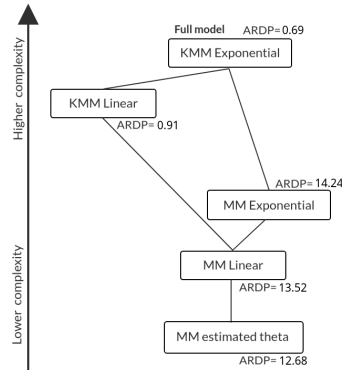 Full model ARDP= 0.69
KMM Exponential
KMM Linear
ARDP= 0.91
ARDP= 14.24
MM Exponential
MM Linear
ARDP= 13.52
MM estimated theta
ARDP= 12.68
Higher complexity
Lower complexity